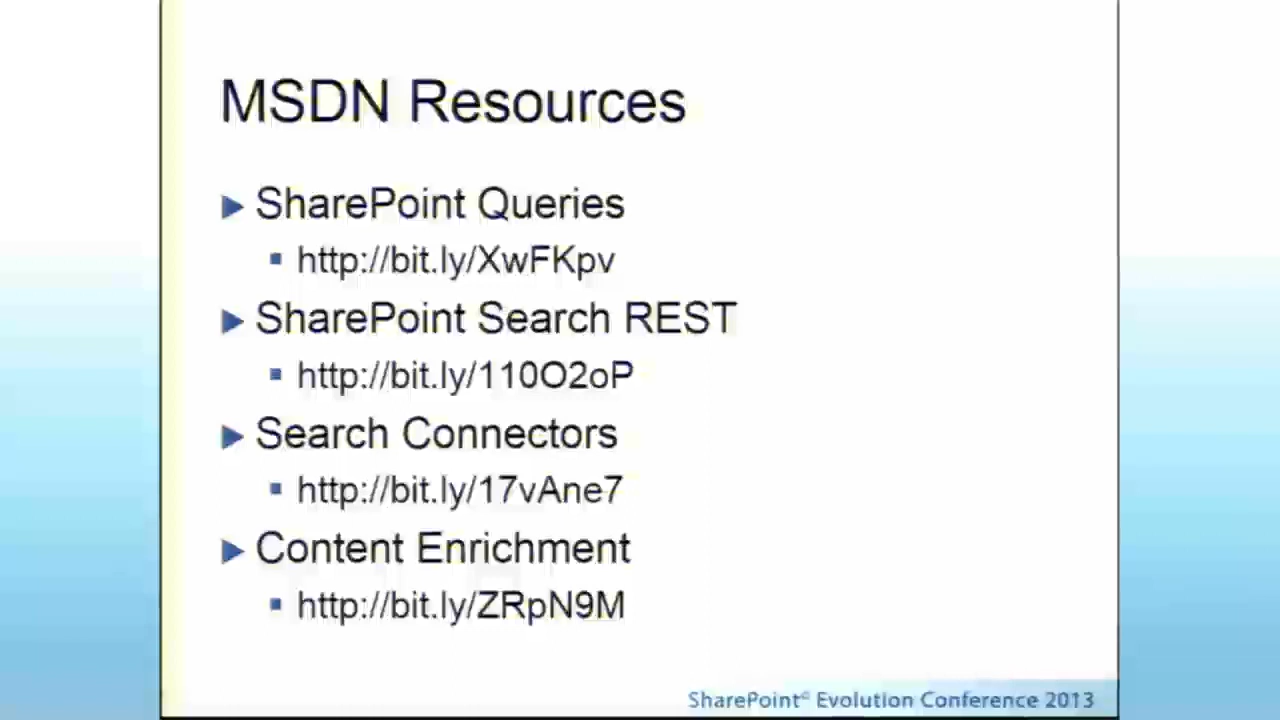 MSDN Resources
SharePoint Queries
http://bit.ly/XwFKpv
SharePoint Search REST
http://bit.ly/110O2oP
Search Connectors
http://bit.ly/17vAne7
Content Enrichment
http://bit.ly/ZRpN9M
SharePoint® Evolution Conference 2013